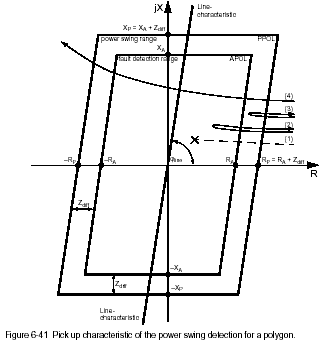 jX
Line-
characteristic
XP = XA + Zdiff
PPOL
power swing range
XA
fault detection range
APOL
(4)
(3)
(2)
(1)
–RP
–RA
φline
RA
RP = RA + Zdiff
R
Zdiff
–XA
Zdiff
–XP
Line-
characteristic
Figure 6-41 Pick up characteristic of the power swing detection for a polygon.